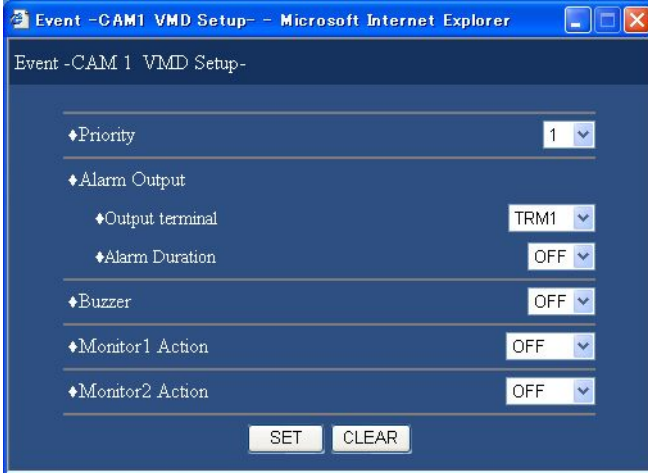 Event -CAM1 VMD Setup- - Microsoft Internet Explorer
Event -CAM 1 VMD Setup-
♦Priority 1
♦Alarm Output
♦Output terminal TRM1
♦Alarm Duration OFF
♦Buzzer OFF
♦Monitor1 Action OFF
♦Monitor2 Action OFF
SET CLEAR